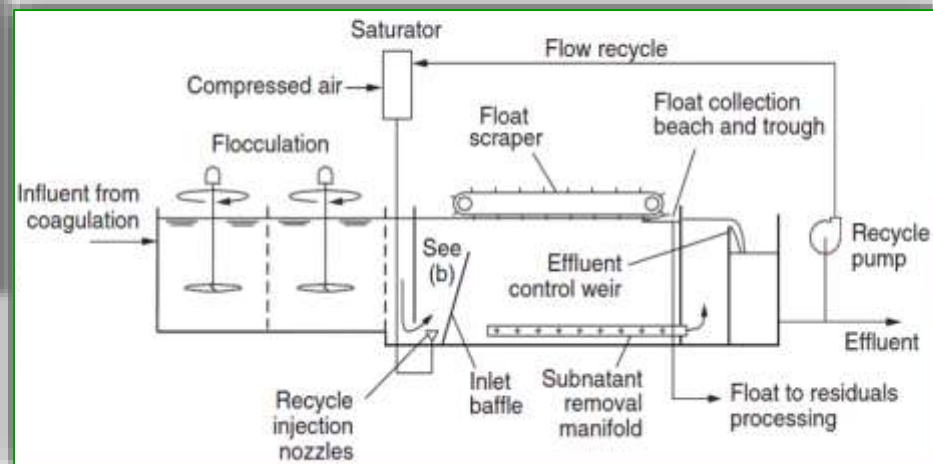 Saturator
Flow recycle
Compressed air
Float collection
beach and trough
Float
scraper
Flocculation
Influent from
coagulation
See
(b)
Effluent
control weir
Recycle
pump
Effluent
Recycle
injection
nozzles
Inlet
baffle
Subnatant
removal
manifold
Float to residuals
processing